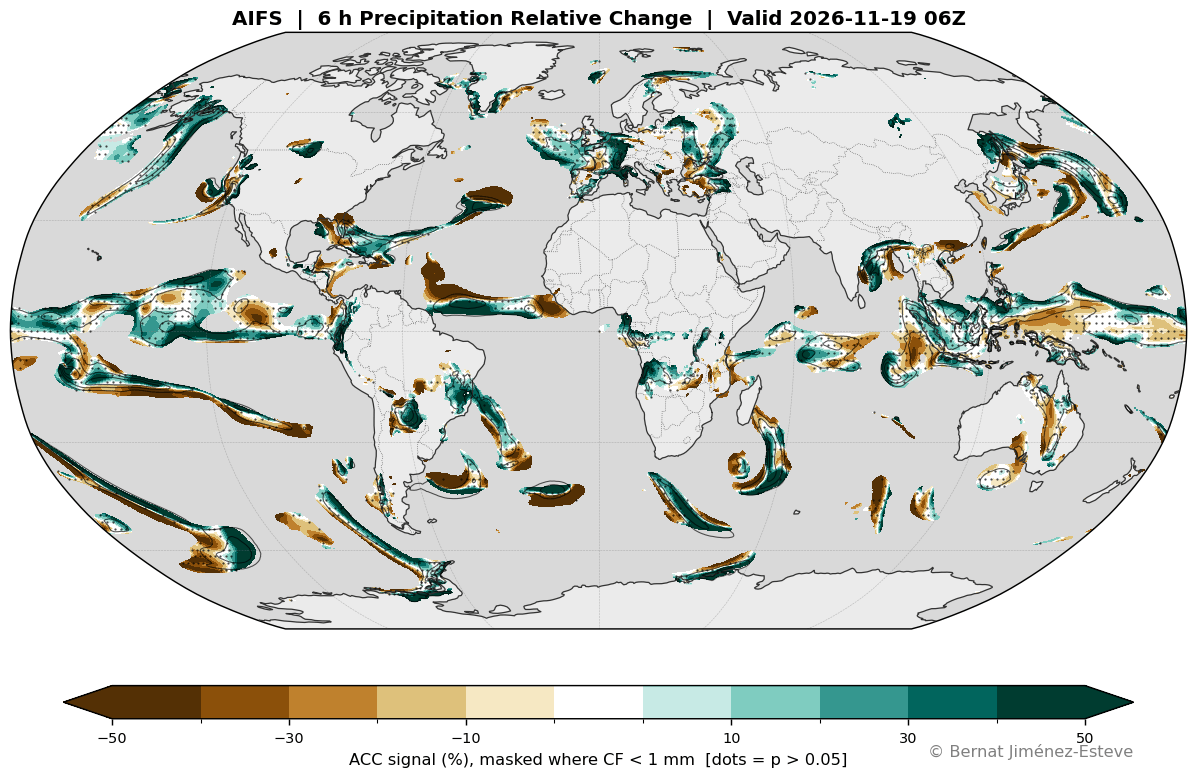 AIFS  |  6 h Precipitation Relative Change  |  Valid 2026-11-19 06Z
−50 −30 −10 10 30 50
ACC signal (%), masked where CF < 1 mm  [dots = p > 0.05]
© Bernat Jiménez-Esteve